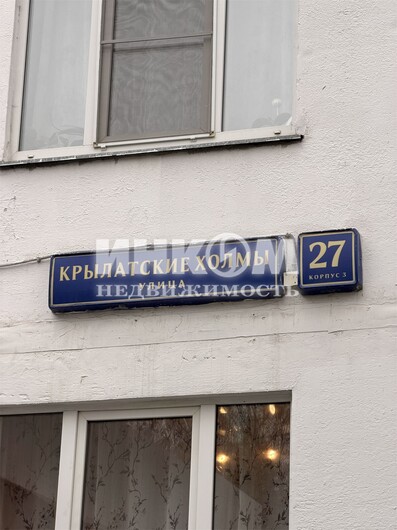 КРЫЛАТСКИЕ ХОЛМЫ
УЛИЦА
27
КОРПУС 3
ИНКОМ
НЕДВИЖИМОСТЬ